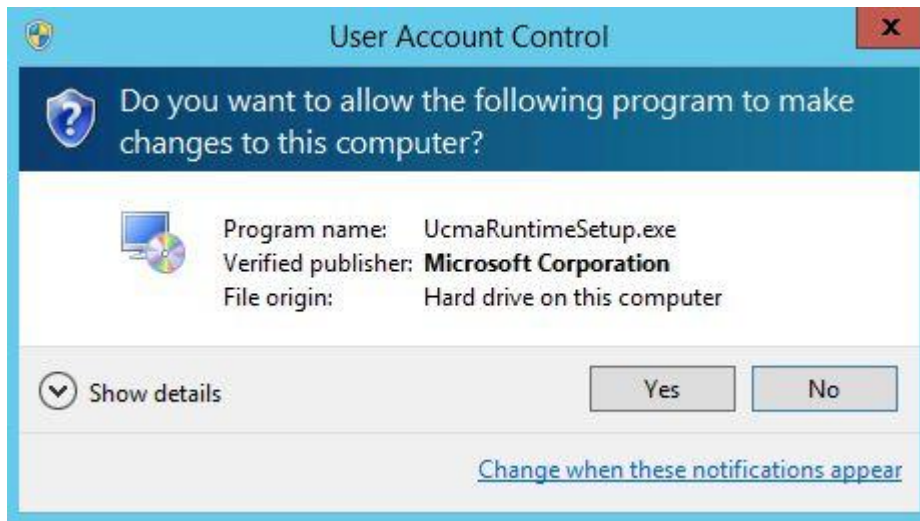 User Account Control
x
Do you want to allow the following program to make
changes to this computer?
Program name: UcmaRuntimeSetup.exe
Verified publisher: Microsoft Corporation
File origin: Hard drive on this computer
Show details
Yes No
Change when these notifications appear